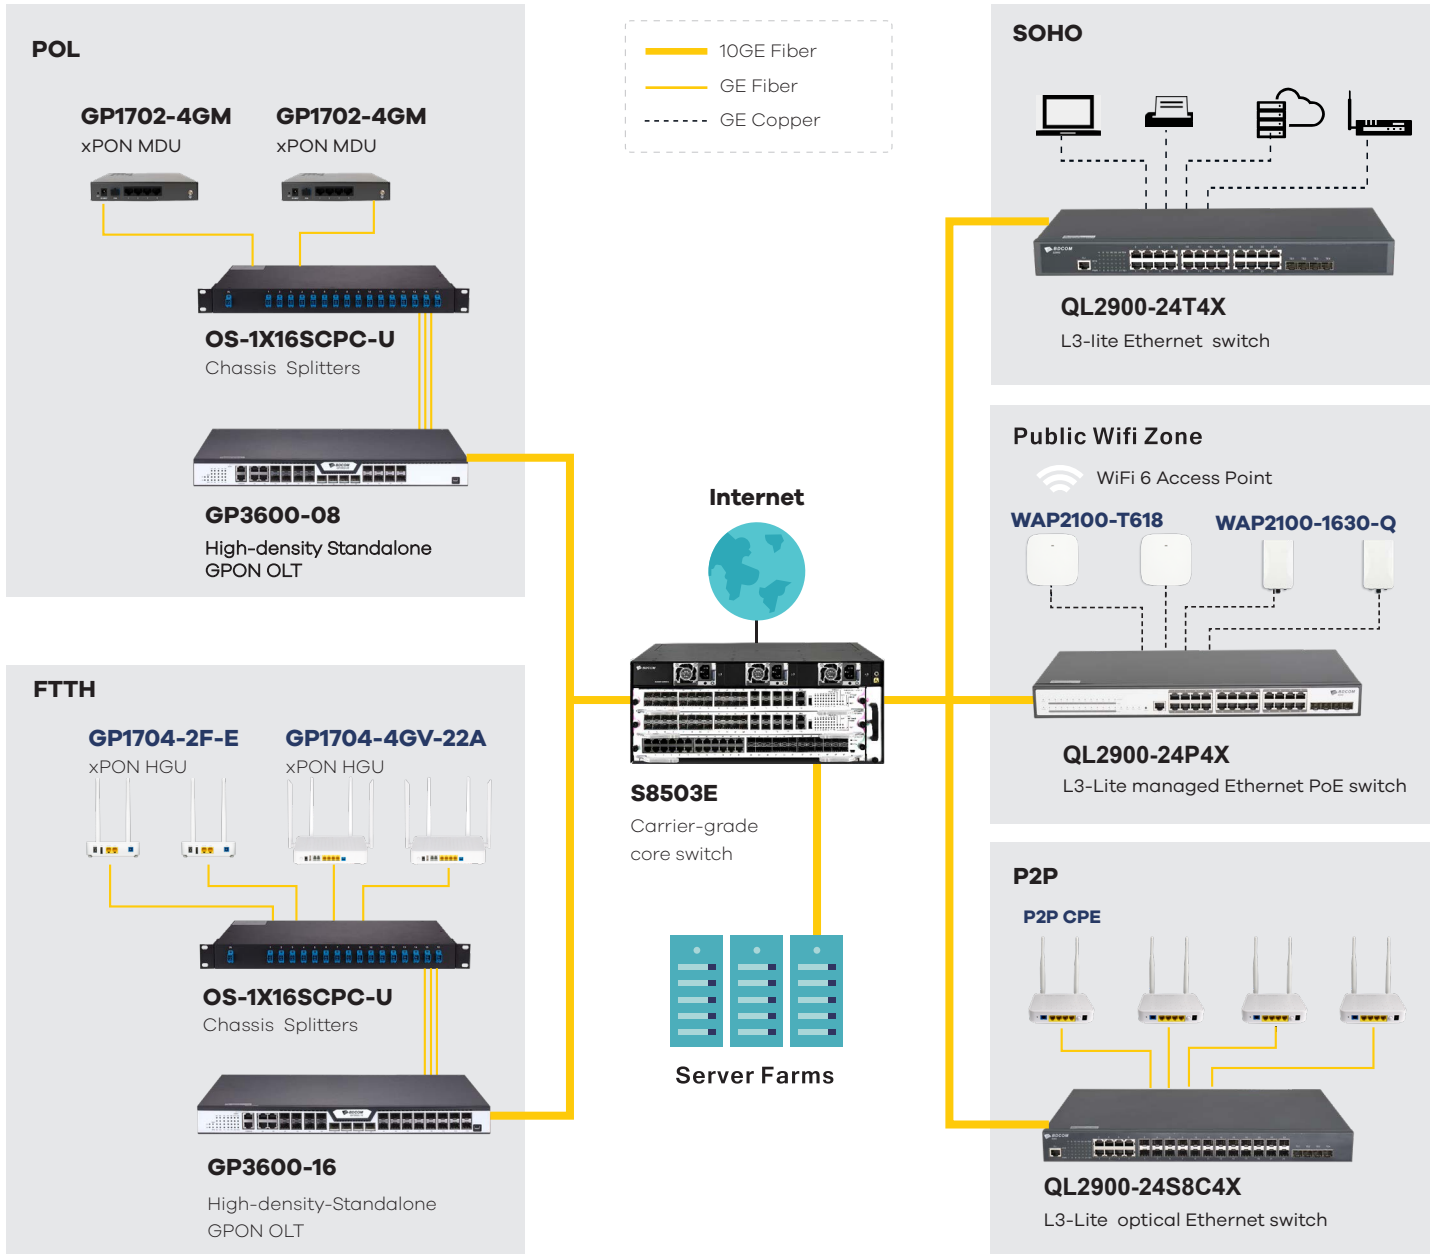 POL
GP1702-4GM
xPON MDU
GP1702-4GM
xPON MDU
OS-1X16SCPC-U
Chassis Splitters
GP3600-08
High-density Standalone
GPON OLT
FTTH
GP1704-2F-E
xPON HGU
GP1704-4GV-22A
xPON HGU
OS-1X16SCPC-U
Chassis Splitters
GP3600-16
High-density-Standalone
GPON OLT
10GE Fiber
GE Fiber
GE Copper
Internet
S8503E
Carrier-grade
core switch
Server Farms
SOHO
BDCOM
QL2900-24T4X
L3-lite Ethernet switch
Public Wifi Zone
WiFi 6 Access Point
WAP2100-T618
WAP2100-1630-Q
BDCOM
QL2900-24P4X
L3-Lite managed Ethernet PoE switch
P2P
P2P CPE
BDCOM
QL2900-24S8C4X
L3-Lite optical Ethernet switch